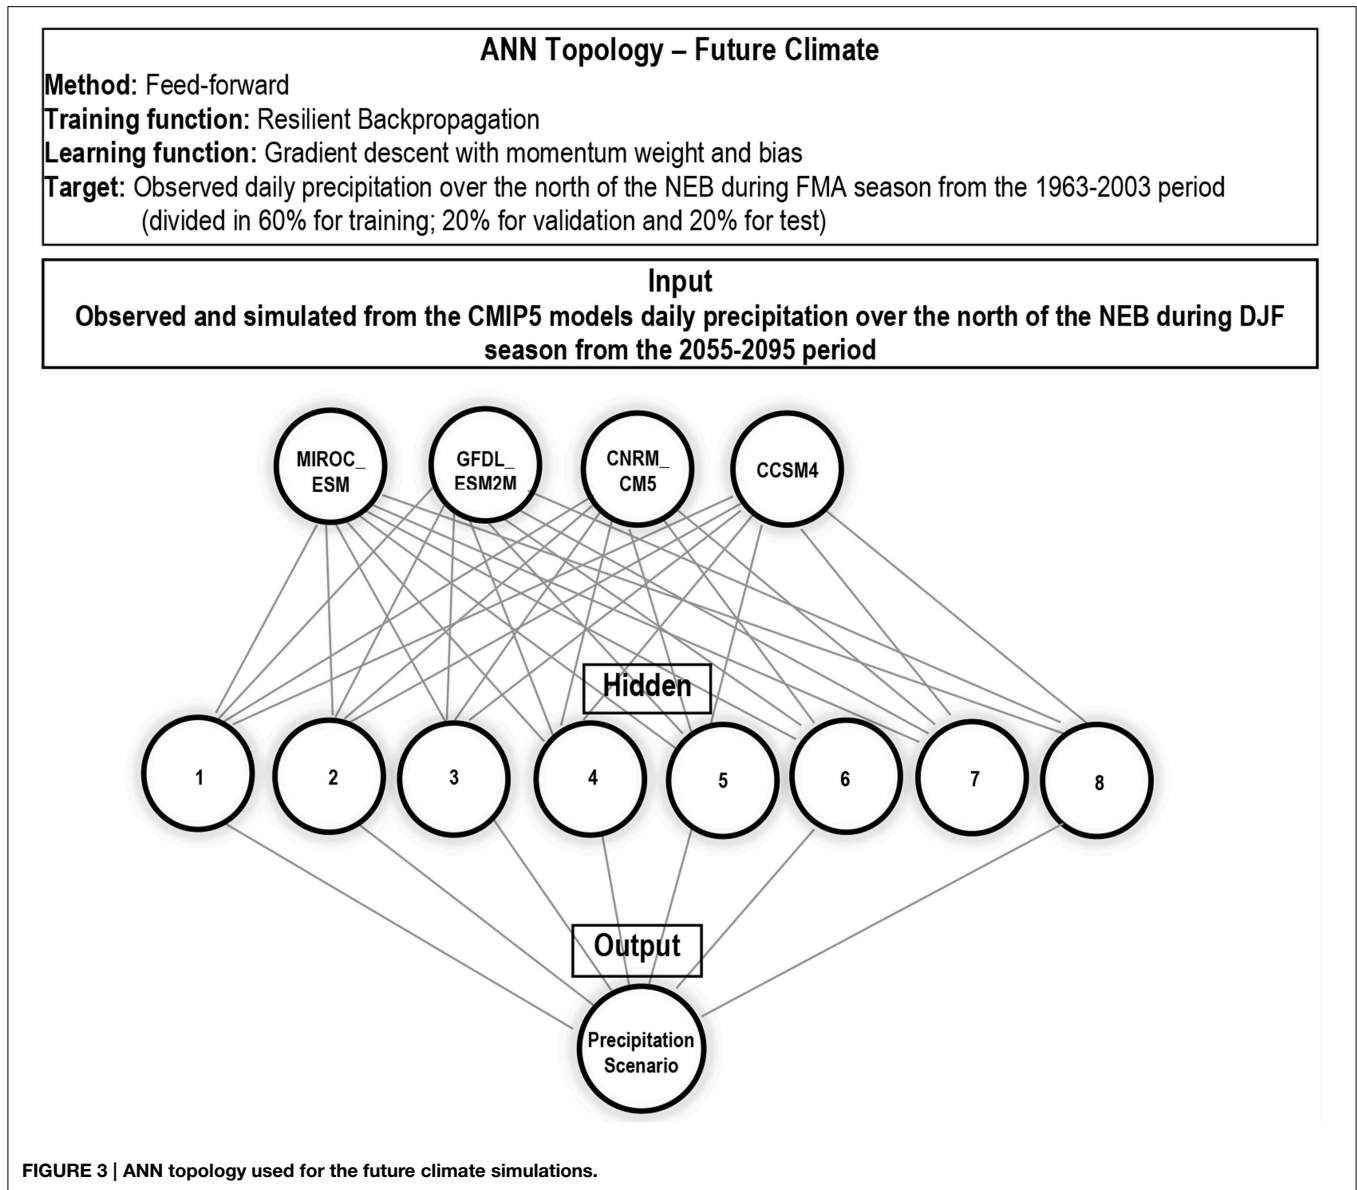 ANN Topology – Future Climate
Method: Feed-forward
Training function: Resilient Backpropagation
Learning function: Gradient descent with momentum weight and bias
Target: Observed daily precipitation over the north of the NEB during FMA season from the 1963-2003 period
(divided in 60% for training; 20% for validation and 20% for test)
Input
Observed and simulated from the CMIP5 models daily precipitation over the north of the NEB during DJF
season from the 2055-2095 period
MIROC_
ESM
GFDL_
ESM2M
CNRM_
CM5
CCSM4
Hidden
1
2
3
4
5
6
7
8
Output
Precipitation
Scenario
FIGURE 3 | ANN topology used for the future climate simulations.